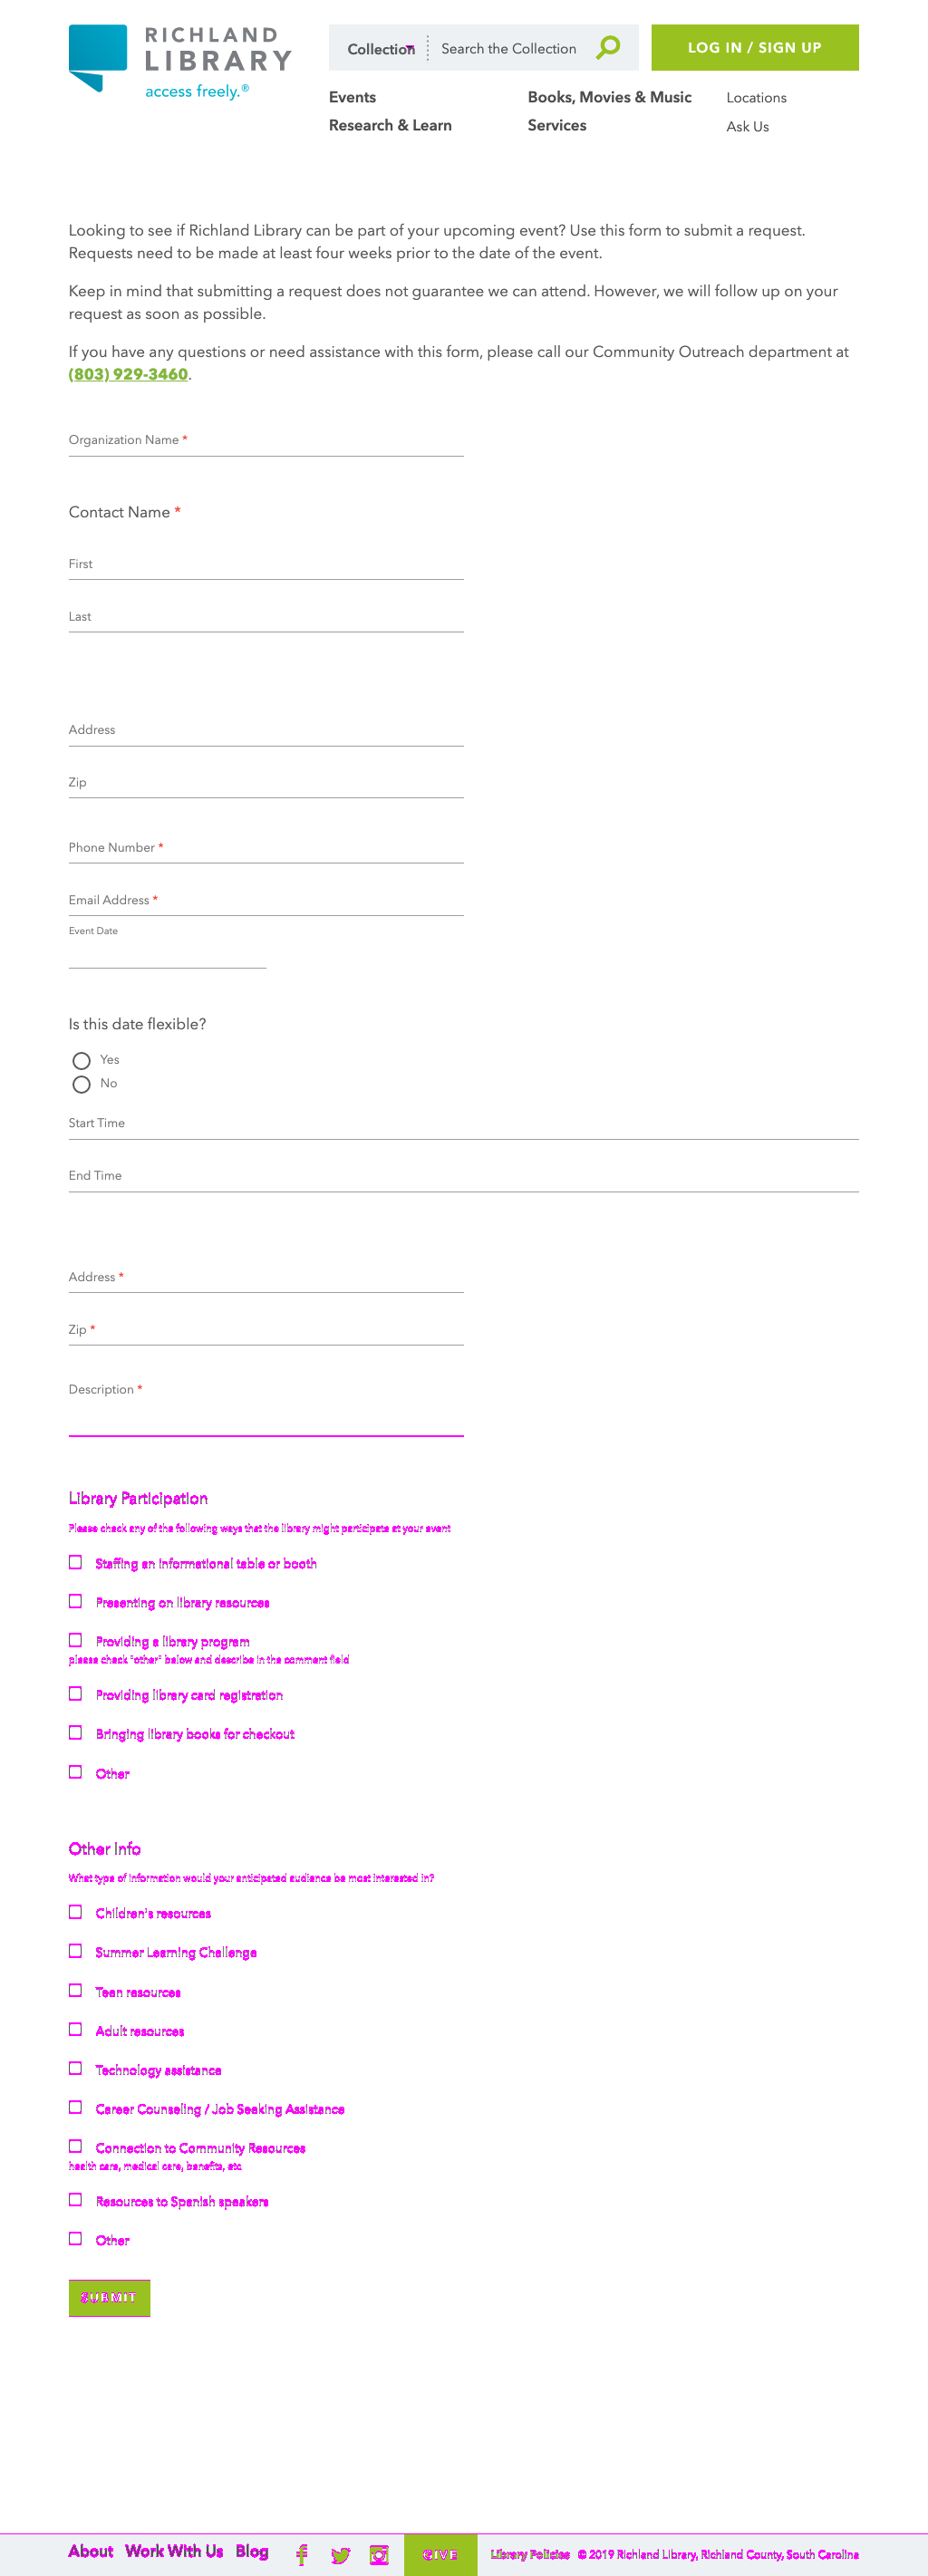 RICHLAND
LIBRARY
access freely.®
Collection
Search the Collection
LOG IN / SIGN UP
Events
Books, Movies & Music
Locations
Research & Learn
Services
Ask Us
Looking to see if Richland Library can be part of your upcoming event? Use this form to submit a request.
Requests need to be made at least four weeks prior to the date of the event.
Keep in mind that submitting a request does not guarantee we can attend. However, we will follow up on your
request as soon as possible.
If you have any questions or need assistance with this form, please call our Community Outreach department at
(803) 929-3460.
Organization Name *
Contact Name *
First
Last
Address
Zip
Phone Number *
Email Address *
Event Date
Is this date flexible?
Yes
No
Start Time
End Time
Address *
Zip *
Description *
Library Participation
Please check any of the following ways that the library might participate at your event
Staffing an informational table or booth
Presenting on library resources
Providing a library program
please check "other" below and describe in the comment field
Providing library card registration
Bringing library books for checkout
Other
Other Info
What type of information would your anticipated audience be most interested in?
Children's resources
Summer Learning Challenge
Teen resources
Adult resources
Technology assistance
Career Counseling / Job Seeking Assistance
Connection to Community Resources
health care, medical care, benefits, etc
Resources to Spanish speakers
Other
SUBMIT
About Work With Us Blog
GIVE
Library Policies © 2019 Richland Library, Richland County, South Carolina